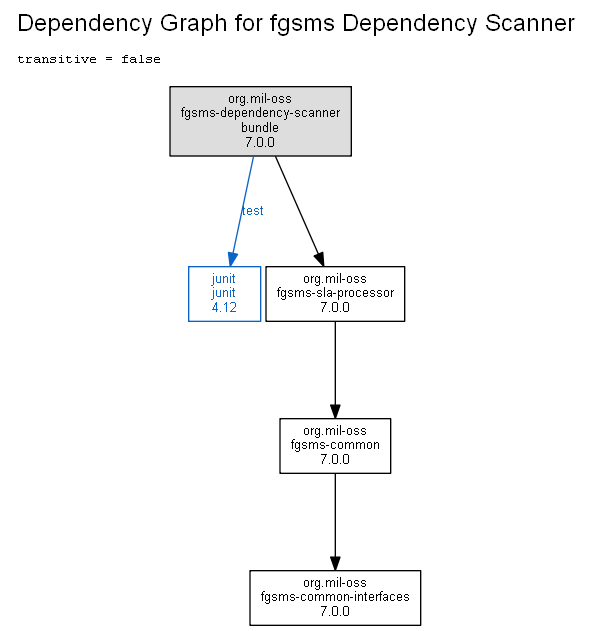 Dependency Graph for fgsms Dependency Scanner
transitive = false
org.mil-oss
fgsms-dependency-scanner
bundle
7.0.0
test
junit
junit
4.12
org.mil-oss
fgsms-sla-processor
7.0.0
org.mil-oss
fgsms-common
7.0.0
org.mil-oss
fgsms-common-interfaces
7.0.0